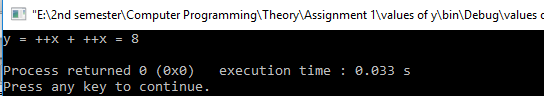 "E:\2nd semester\Computer Programming\Theory\Assignment 1\values of y\bin\Debug\values
y = ++x + ++x = 8
Process returned 0 (0x0)   execution time : 0.033 s
Press any key to continue.